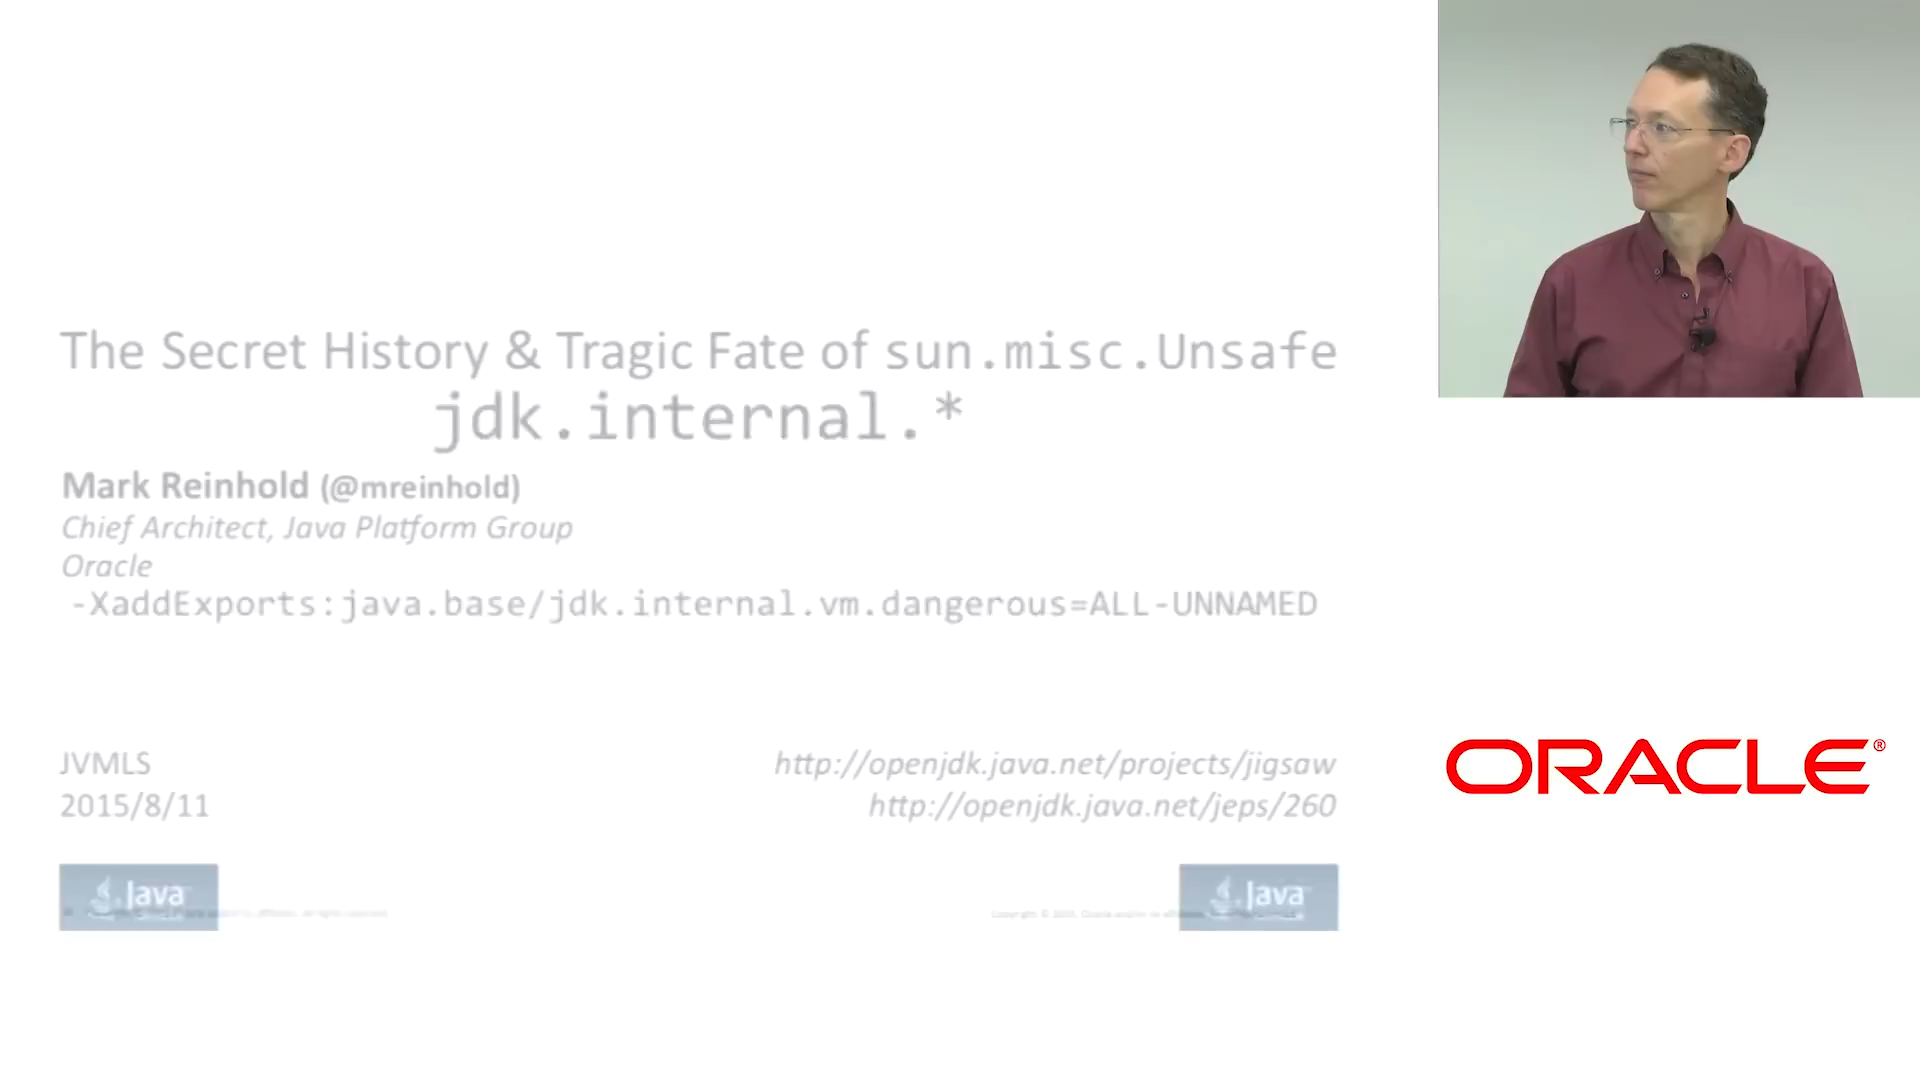 The Secret History & Tragic Fate of sun.misc.Unsafe
jdk.internal.*
Mark Reinhold (@mreinhold)
Chief Architect, Java Platform Group
Oracle
-XaddExports:java.base/jdk.internal.vm.dangerous=ALL-UNNAMED
JVMLS
2015/8/11
http://openjdk.java.net/projects/jigsaw
http://openjdk.java.net/jeps/260
Java
Java
ORACLE®